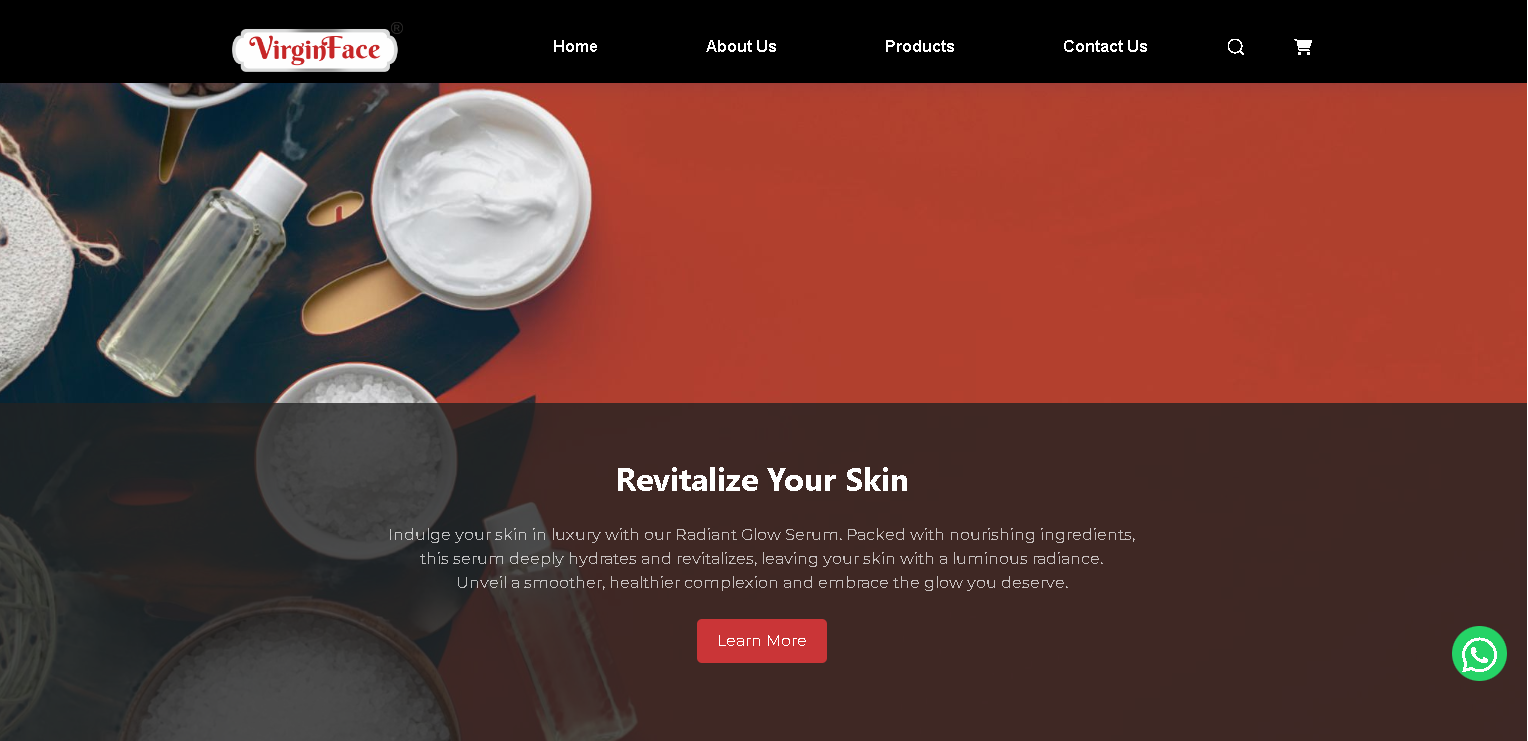 VirginFace ®
Home
About Us
Products
Contact Us
Revitalize Your Skin
Indulge your skin in luxury with our Radiant Glow Serum. Packed with nourishing ingredients,
this serum deeply hydrates and revitalizes, leaving your skin with a luminous radiance.
Unveil a smoother, healthier complexion and embrace the glow you deserve.
Learn More